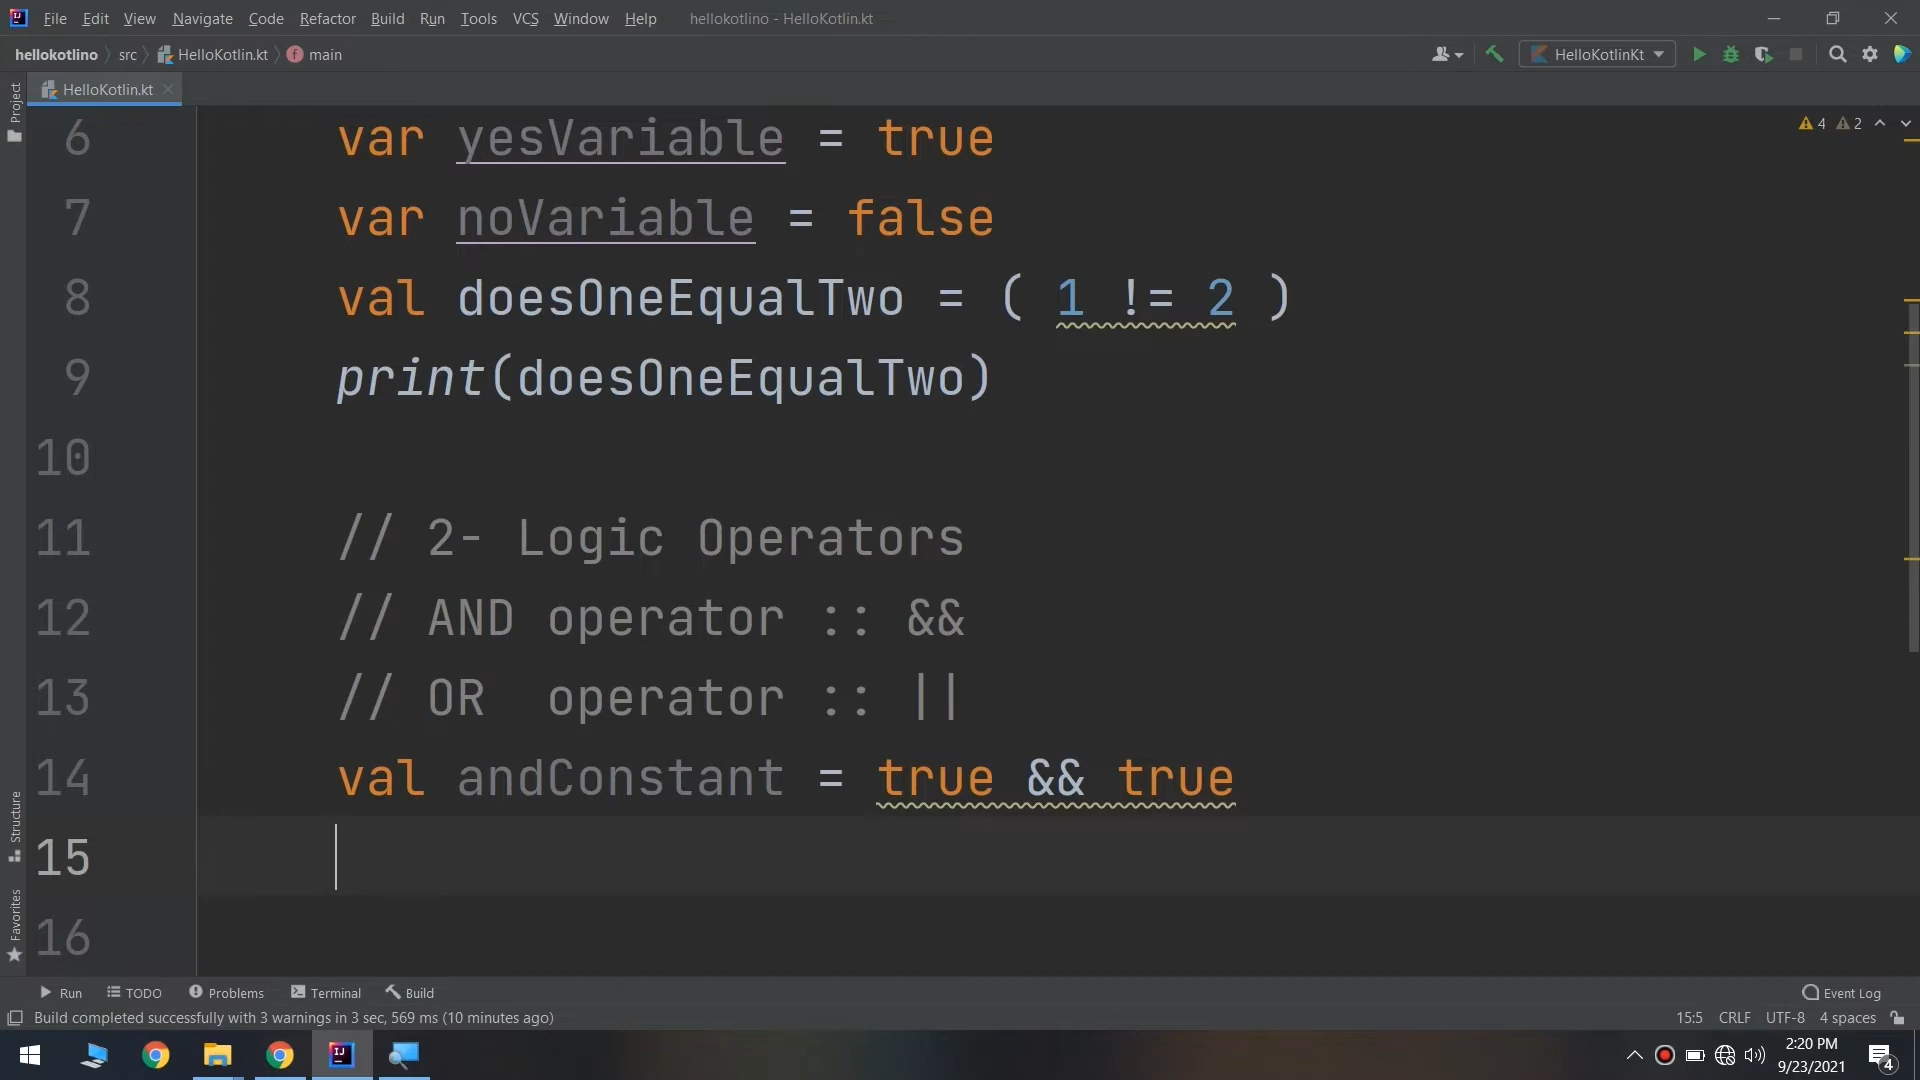 File Edit View Navigate Code Refactor Build Run Tools VCS Window Help hellokotlino - HelloKotlin.kt
hellokotlino src HelloKotlin.kt f main HelloKotlinKt
HelloKotlin.kt
Project
4 2
6 var yesVariable = true
7 var noVariable = false
8 val doesOneEqualTwo = ( 1 != 2 )
9 print(doesOneEqualTwo)
10
11 // 2- Logic Operators
12 // AND operator :: &&
13 // OR  operator :: ||
14 val andConstant = true && true
15
16
Structure
Favorites
Run TODO Problems Terminal Build Event Log
Build completed successfully with 3 warnings in 3 sec, 569 ms (10 minutes ago) 15:5 CRLF UTF-8 4 spaces
2:20 PM
9/23/2021
4